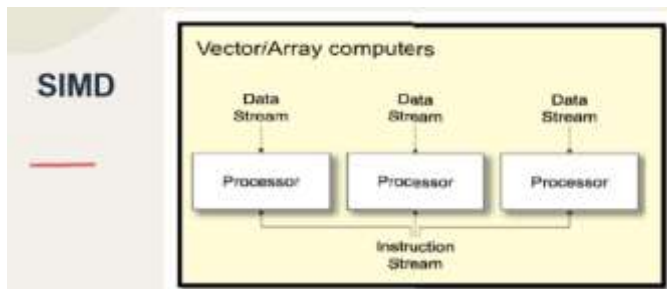 SIMD
Vector/Array computers
Data
Stream
Data
Stream
Data
Stream
Processor
Processor
Processor
Instruction
Stream